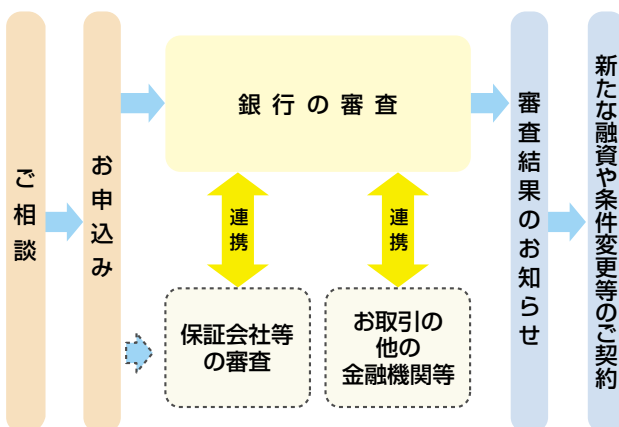 ご相談
お申込み
銀行の審査
連携
連携
保証会社等
の審査
お取引の
他の
金融機関等
審査結果のお知らせ
新たな融資や条件変更等のご契約